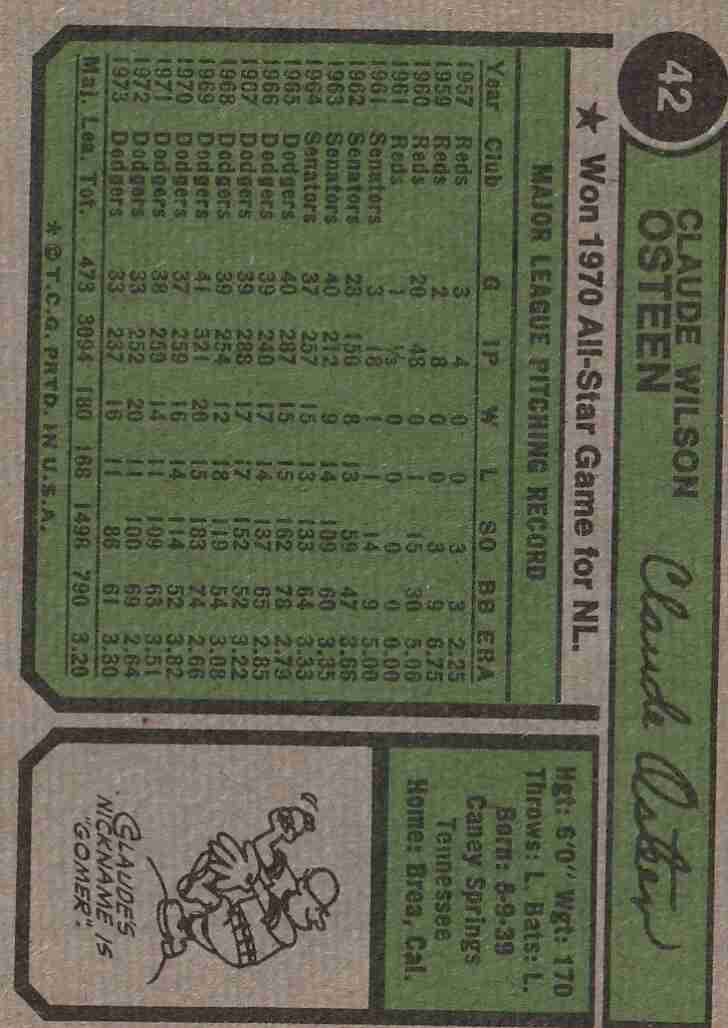 42
CLAUDE WILSON
OSTEEN
Claude Osteen
★ Won 1970 All-Star Game for NL.
MAJOR LEAGUE PITCHING RECORD
Year Club G IP W L SO BB ERA
1957 Reds 3 4 0 0 3 3 2.25
1959 Reds 2 8 0 0 3 9 6.75
1960 Reds 20 48 0 1 15 30 5.06
1961 Reds 1 ⅓ 0 0 0 0 0.00
1961 Senators 3 18 1 1 14 9 5.00
1962 Senators 28 150 8 13 59 47 3.66
1963 Senators 40 212 9 14 109 60 3.35
1964 Senators 37 257 15 13 133 64 3.33
1965 Dodgers 40 287 15 15 162 78 2.79
1966 Dodgers 39 240 17 14 137 65 2.85
1967 Dodgers 39 288 17 17 152 52 3.22
1968 Dodgers 39 254 12 18 119 54 3.08
1969 Dodgers 41 321 20 15 183 74 2.66
1970 Dodgers 37 259 16 14 114 52 3.82
1971 Dodgers 38 259 14 11 109 63 3.51
1972 Dodgers 33 252 20 11 100 69 2.64
1973 Dodgers 33 237 16 11 86 61 3.30
Maj. Lea. Tot. 473 3094 180 168 1498 790 3.20
* © T.C.G. PRTD. IN U.S.A.
Hgt: 6'0" Wgt: 170
Throws: L. Bats: L.
Born: 8-9-39
Caney Springs
Tennessee
Home: Brea, Cal.
CLAUDE'S
NICKNAME IS
"GOMER".